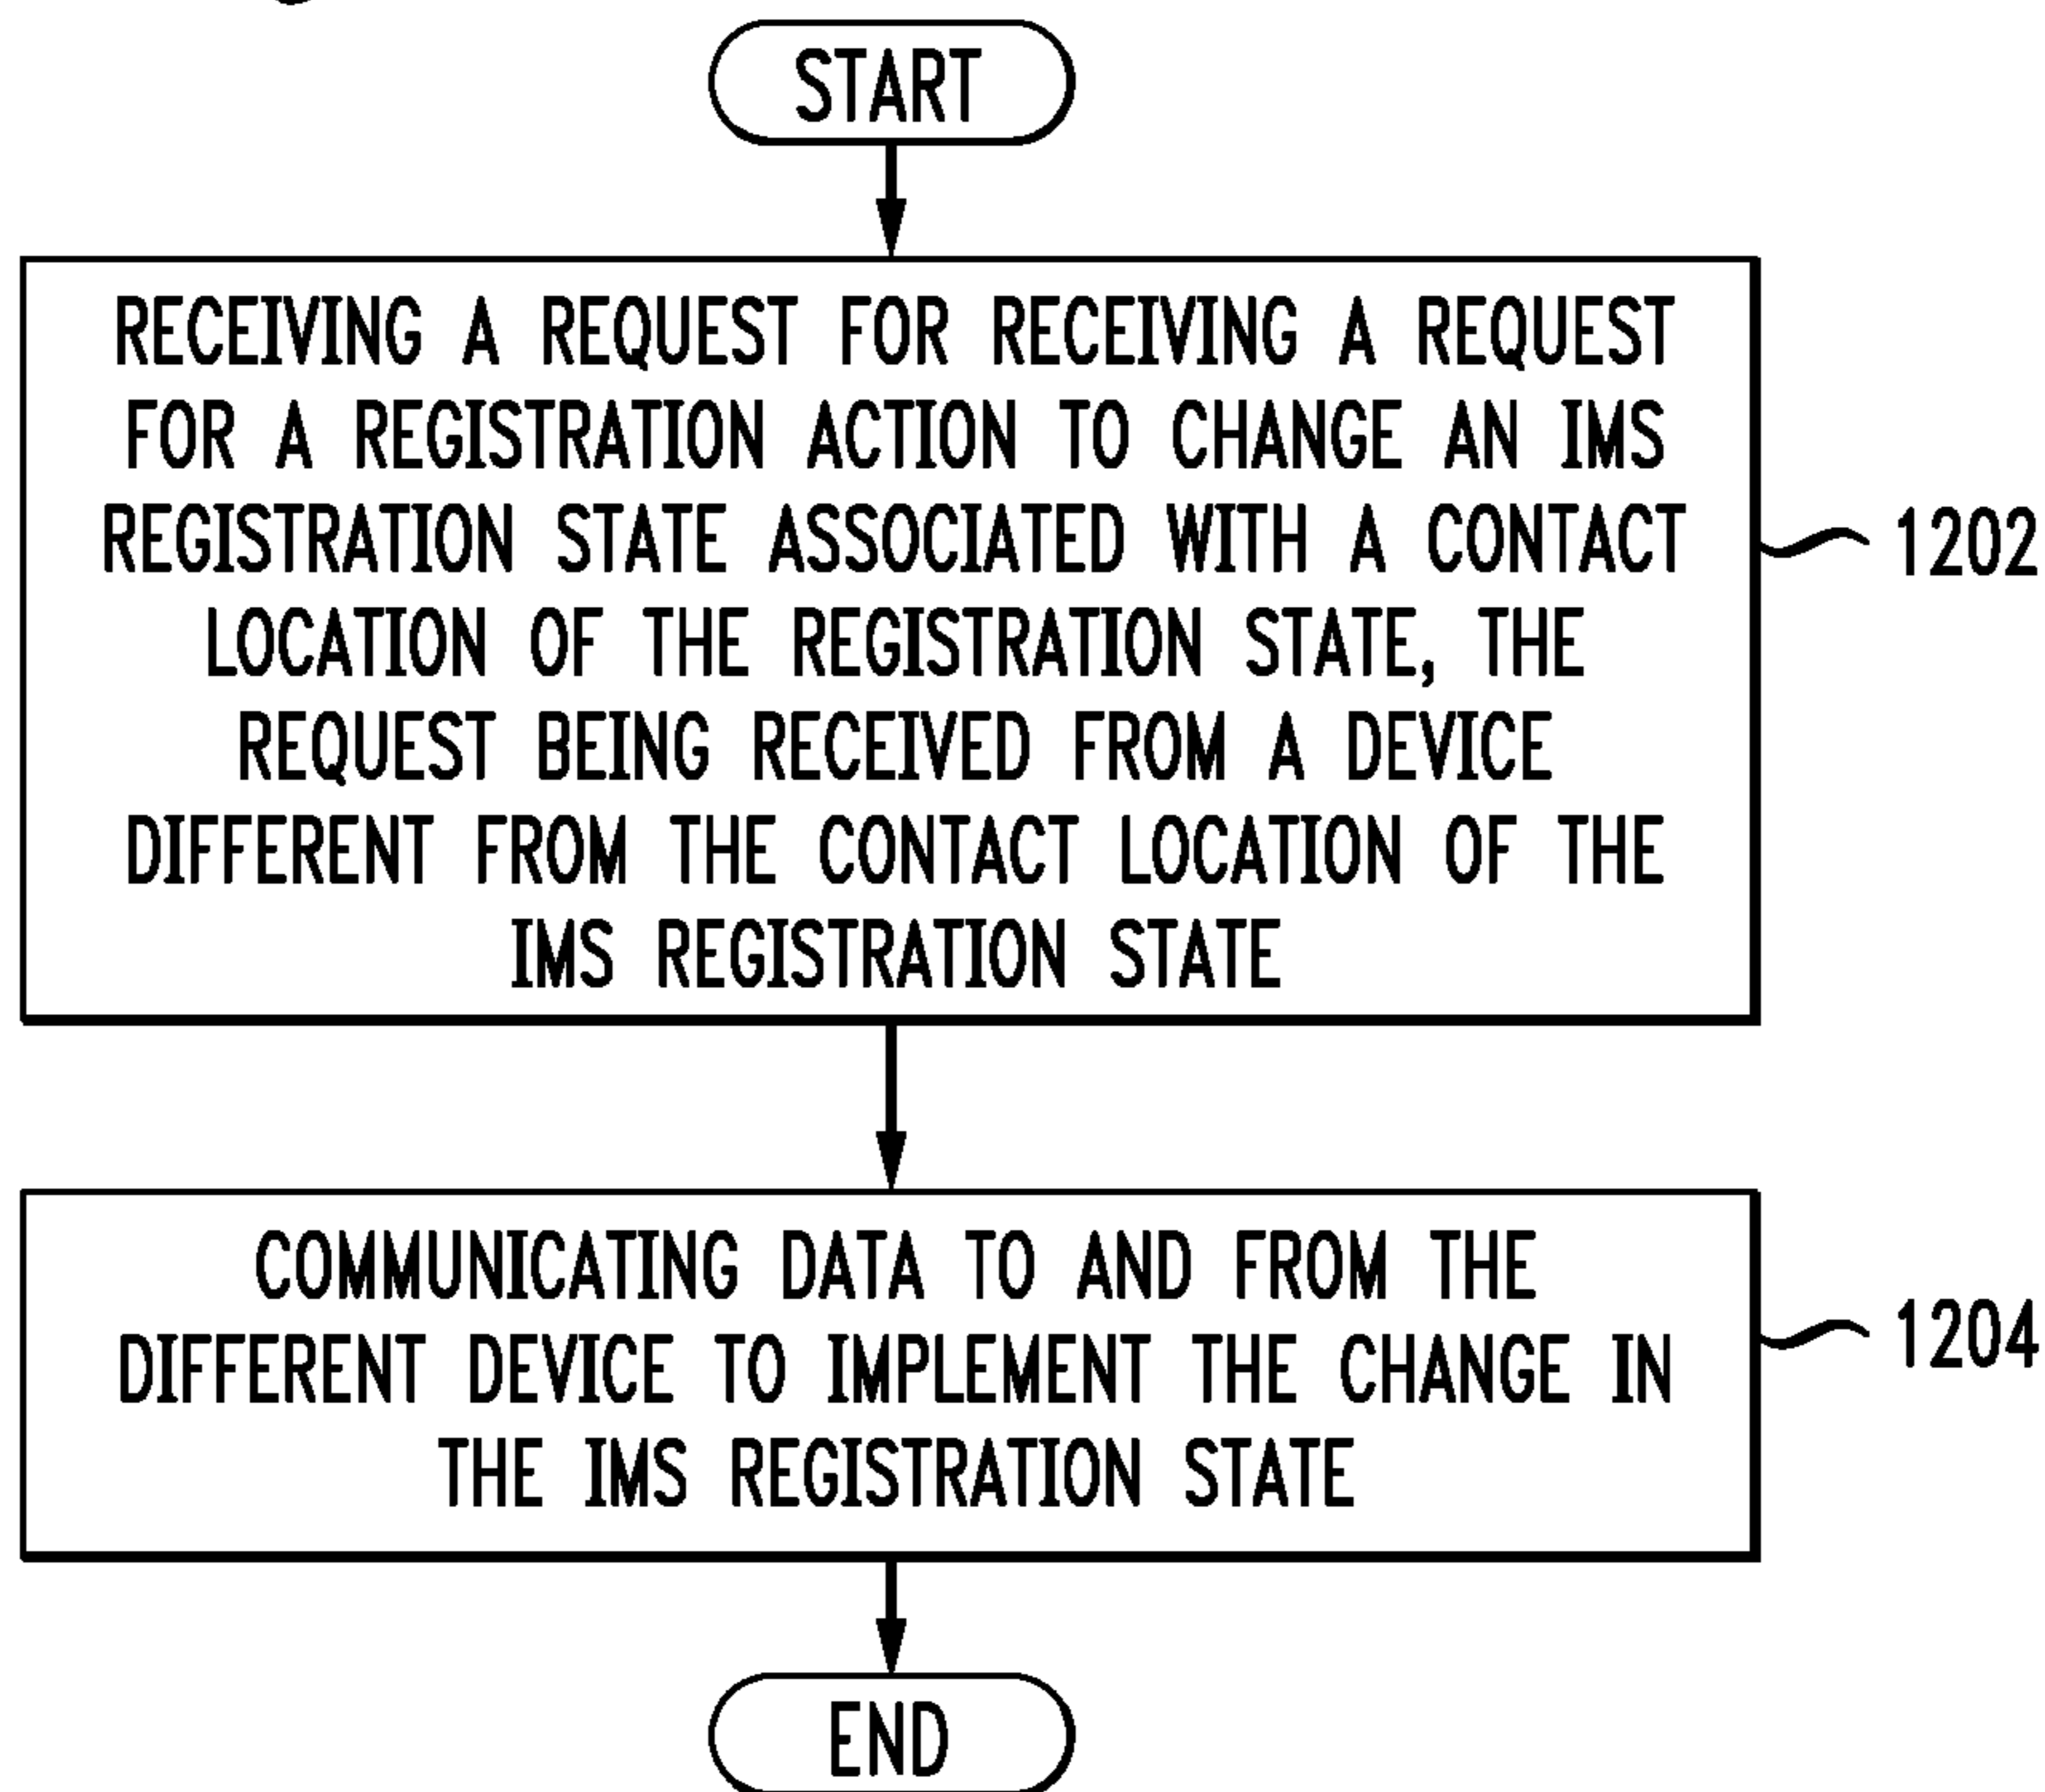 START
RECEIVING A REQUEST FOR RECEIVING A REQUEST
FOR A REGISTRATION ACTION TO CHANGE AN IMS
REGISTRATION STATE ASSOCIATED WITH A CONTACT
LOCATION OF THE REGISTRATION STATE, THE
REQUEST BEING RECEIVED FROM A DEVICE
DIFFERENT FROM THE CONTACT LOCATION OF THE
IMS REGISTRATION STATE
1202
COMMUNICATING DATA TO AND FROM THE
DIFFERENT DEVICE TO IMPLEMENT THE CHANGE IN
THE IMS REGISTRATION STATE
1204
END